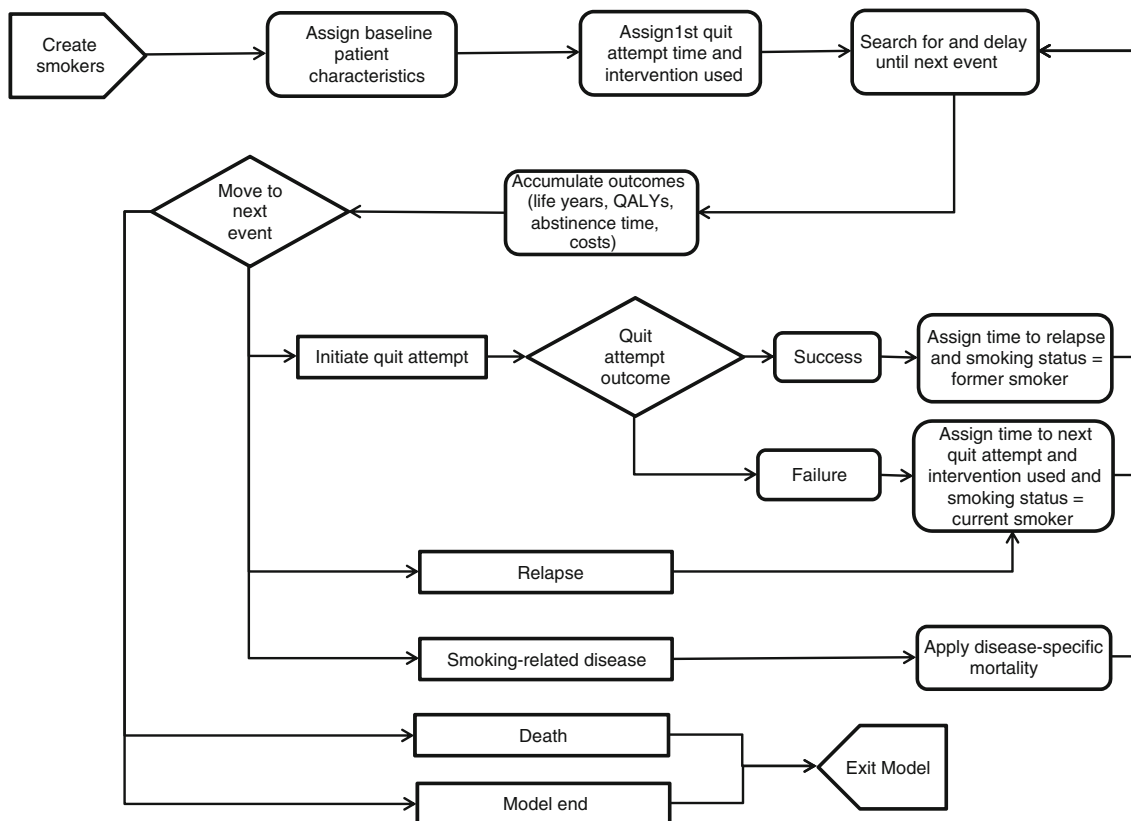 Create
smokers
Assign baseline
patient
characteristics
Assign1st quit
attempt time and
intervention used
Search for and delay
until next event
Move to
next
event
Accumulate outcomes
(life years, QALYs,
abstinence time,
costs)
Initiate quit attempt
Quit
attempt
outcome
Success
Assign time to relapse
and smoking status =
former smoker
Failure
Assign time to next
quit attempt and
intervention used and
smoking status =
current smoker
Relapse
Smoking-related disease
Apply disease-specific
mortality
Death
Model end
Exit Model